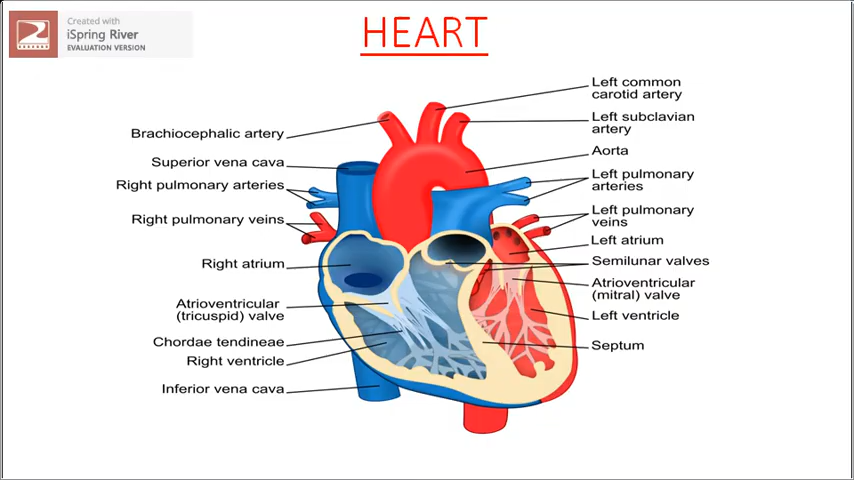 Created with
iSpring River
EVALUATION VERSION
HEART
Brachiocephalic artery
Superior vena cava
Right pulmonary arteries
Right pulmonary veins
Right atrium
Atrioventricular
(tricuspid) valve
Chordae tendineae
Right ventricle
Inferior vena cava
Left common
carotid artery
Left subclavian
artery
Aorta
Left pulmonary
arteries
Left pulmonary
veins
Left atrium
Semilunar valves
Atrioventricular
(mitral) valve
Left ventricle
Septum